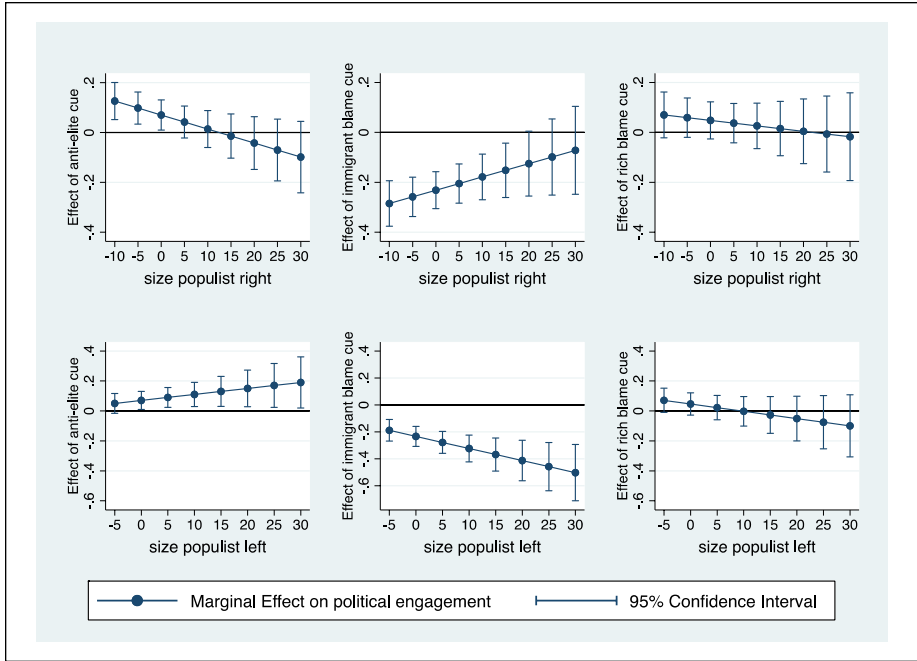 Effect of anti-elite cue
.2
0
-.2
-.4
-10 -5 0 5 10 15 20 25 30
size populist right
Effect of immigrant blame cue
.2
0
-.2
-.4
-10 -5 0 5 10 15 20 25 30
size populist right
Effect of rich blame cue
.2
0
-.2
-.4
-10 -5 0 5 10 15 20 25 30
size populist right
Effect of anti-elite cue
.4
.2
0
-.2
-.4
-.6
-5 0 5 10 15 20 25 30
size populist left
Effect of immigrant blame cue
.4
.2
0
-.2
-.4
-.6
-5 0 5 10 15 20 25 30
size populist left
Effect of rich blame cue
.4
.2
0
-.2
-.4
-.6
-5 0 5 10 15 20 25 30
size populist left
Marginal Effect on political engagement
95% Confidence Interval